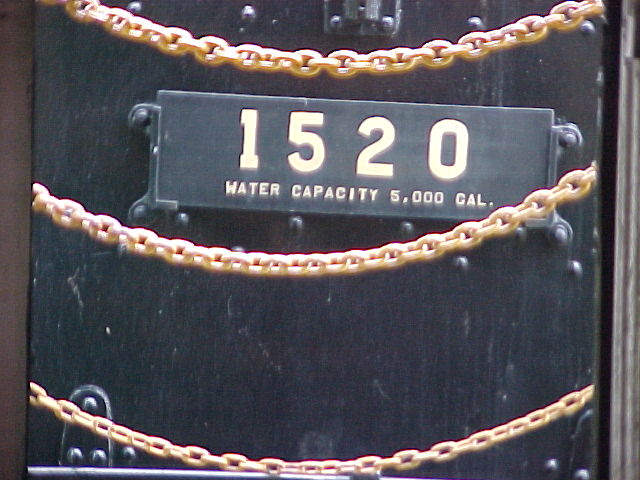 1520
WATER CAPACITY 5,000 GAL.